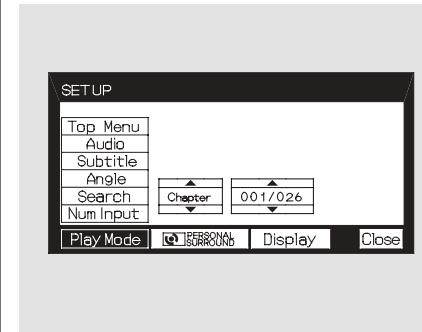 SETUP
Top Menu
Audio
Subtitle
Angle
Search
Num Input
Chapter
001/026
Play Mode
PERSONAL
SURROUND
Display
Close